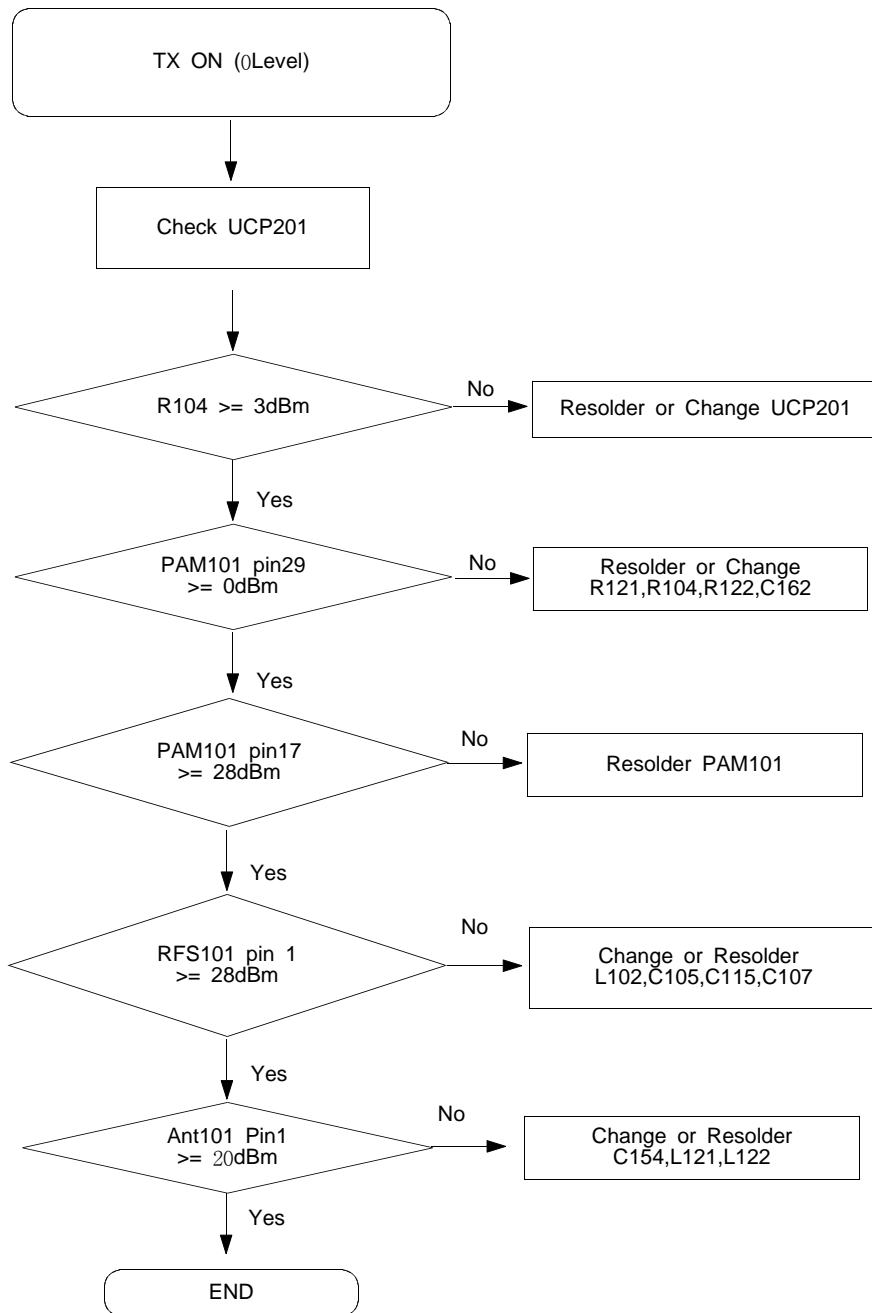 TX ON (0Level)
Check UCP201
R104 >= 3dBm
No
Resolder or Change UCP201
Yes
PAM101 pin29
>= 0dBm
No
Resolder or Change
R121,R104,R122,C162
Yes
PAM101 pin17
>= 28dBm
No
Resolder PAM101
Yes
RFS101 pin 1
>= 28dBm
No
Change or Resolder
L102,C105,C115,C107
Yes
Ant101 Pin1
>= 20dBm
No
Change or Resolder
C154,L121,L122
Yes
END